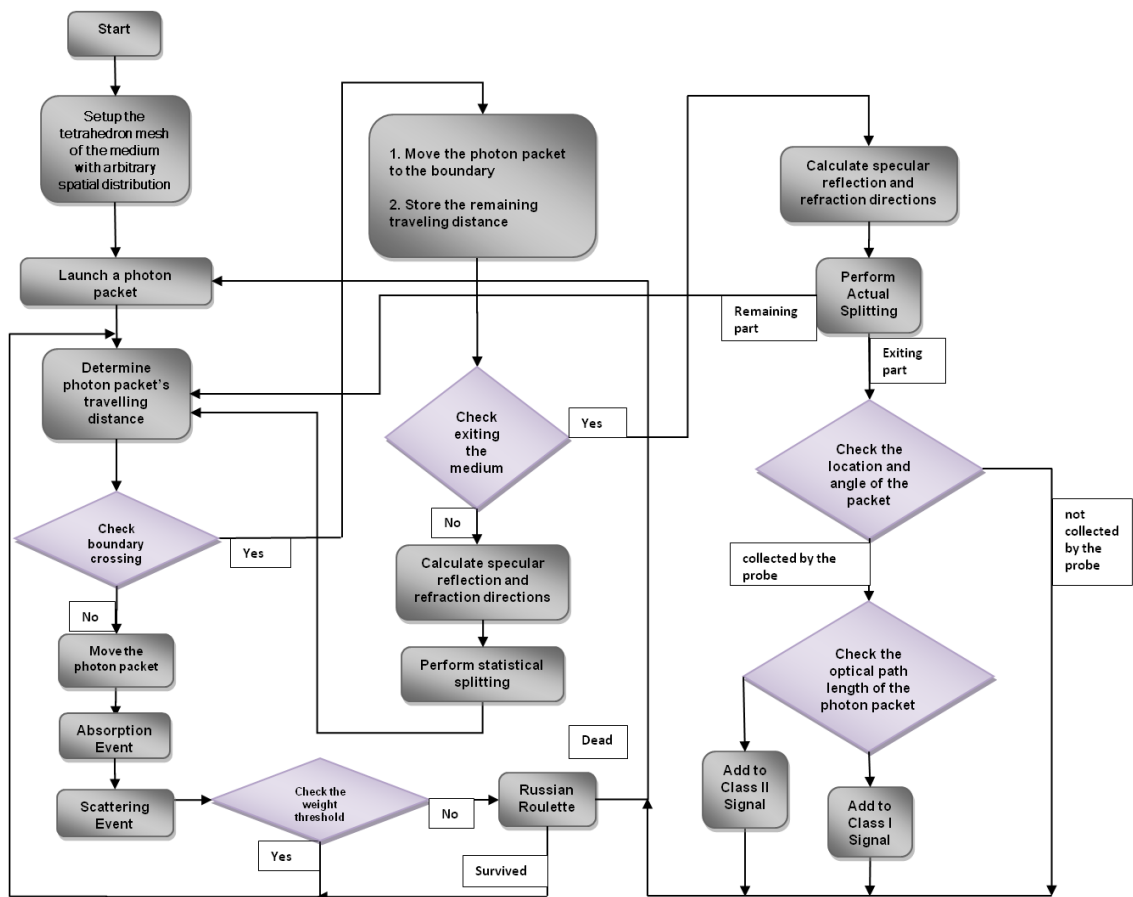 Start
Setup the
tetrahedron mesh
of the medium
with arbitrary
spatial distribution
Launch a photon
packet
Determine
photon packet's
travelling
distance
Check
boundary
crossing
Yes
No
Move the
photon packet
Absorption
Event
Scattering
Event
Check the
weight
threshold
No
Yes
Russian
Roulette
Dead
Survived
1. Move the photon packet
to the boundary
2. Store the remaining
traveling distance
Check
exiting
the
medium
Yes
No
Calculate specular
reflection and
refraction directions
Perform statistical
splitting
Calculate specular
reflection and
refraction directions
Perform
Actual
Splitting
Remaining
part
Exiting
part
Check the
location and
angle of the
packet
not
collected
by the
probe
collected by the
probe
Check the
optical path
length of the
photon packet
Add to
Class II
Signal
Add to
Class I
Signal